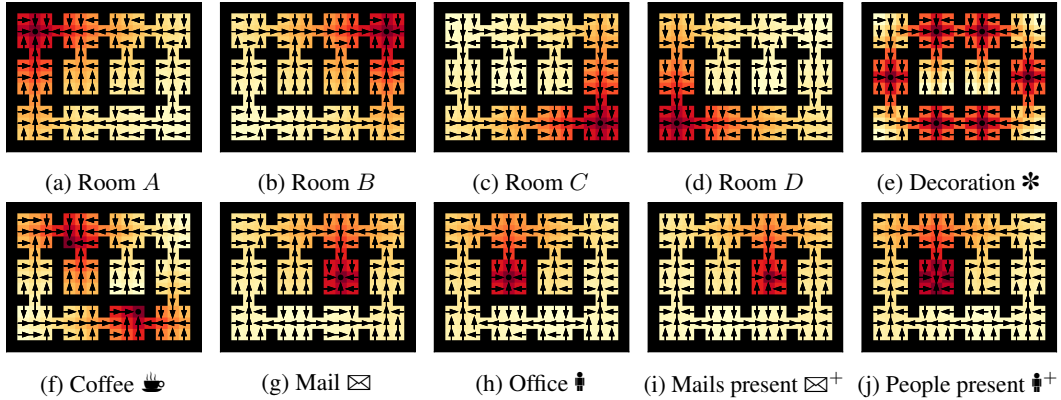 (a) Room A
(b) Room B
(c) Room C
(d) Room D
(e) Decoration ✻
(f) Coffee ☕
(g) Mail ✉
(h) Office 🚹
(i) Mails present ✉+
(j) People present 🚹+